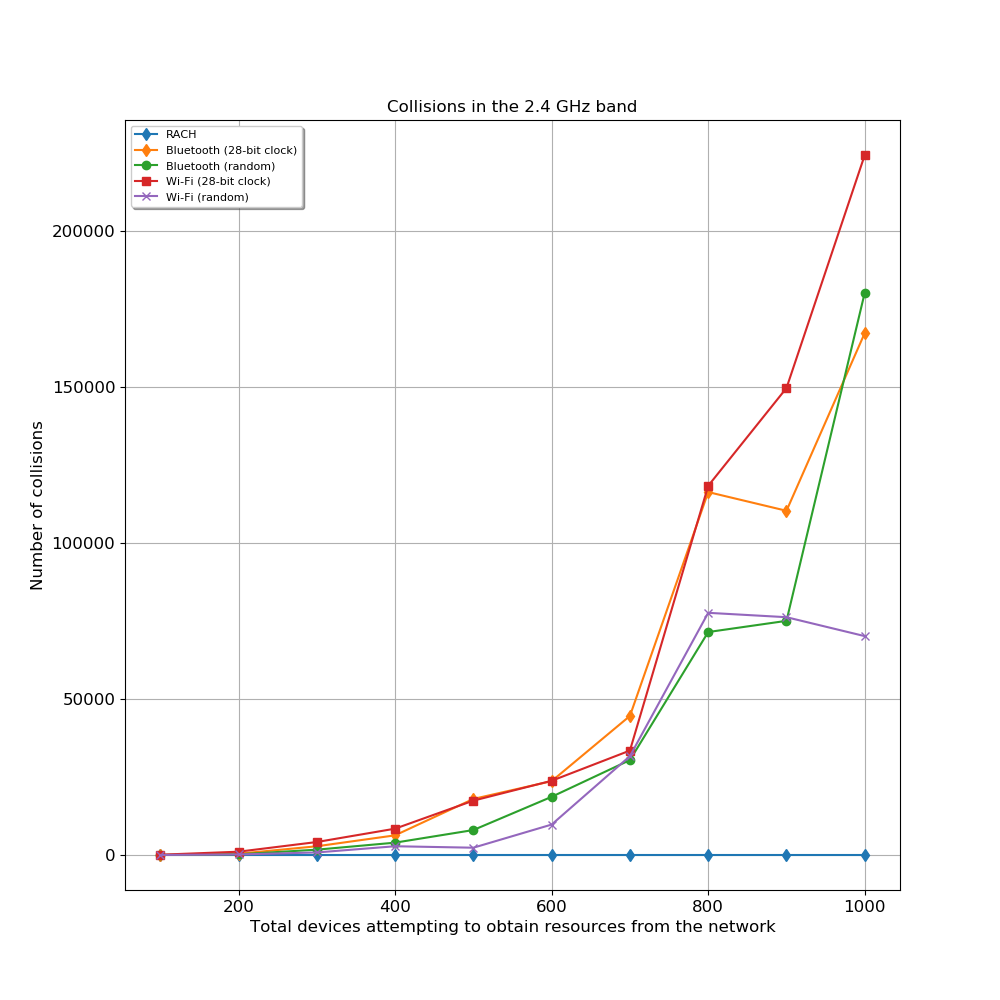 Collisions in the 2.4 GHz band
RACH
Bluetooth (28-bit clock)
Bluetooth (random)
Wi-Fi (28-bit clock)
Wi-Fi (random)
200000
150000
100000
50000
0
Number of collisions
200 400 600 800 1000
Total devices attempting to obtain resources from the network